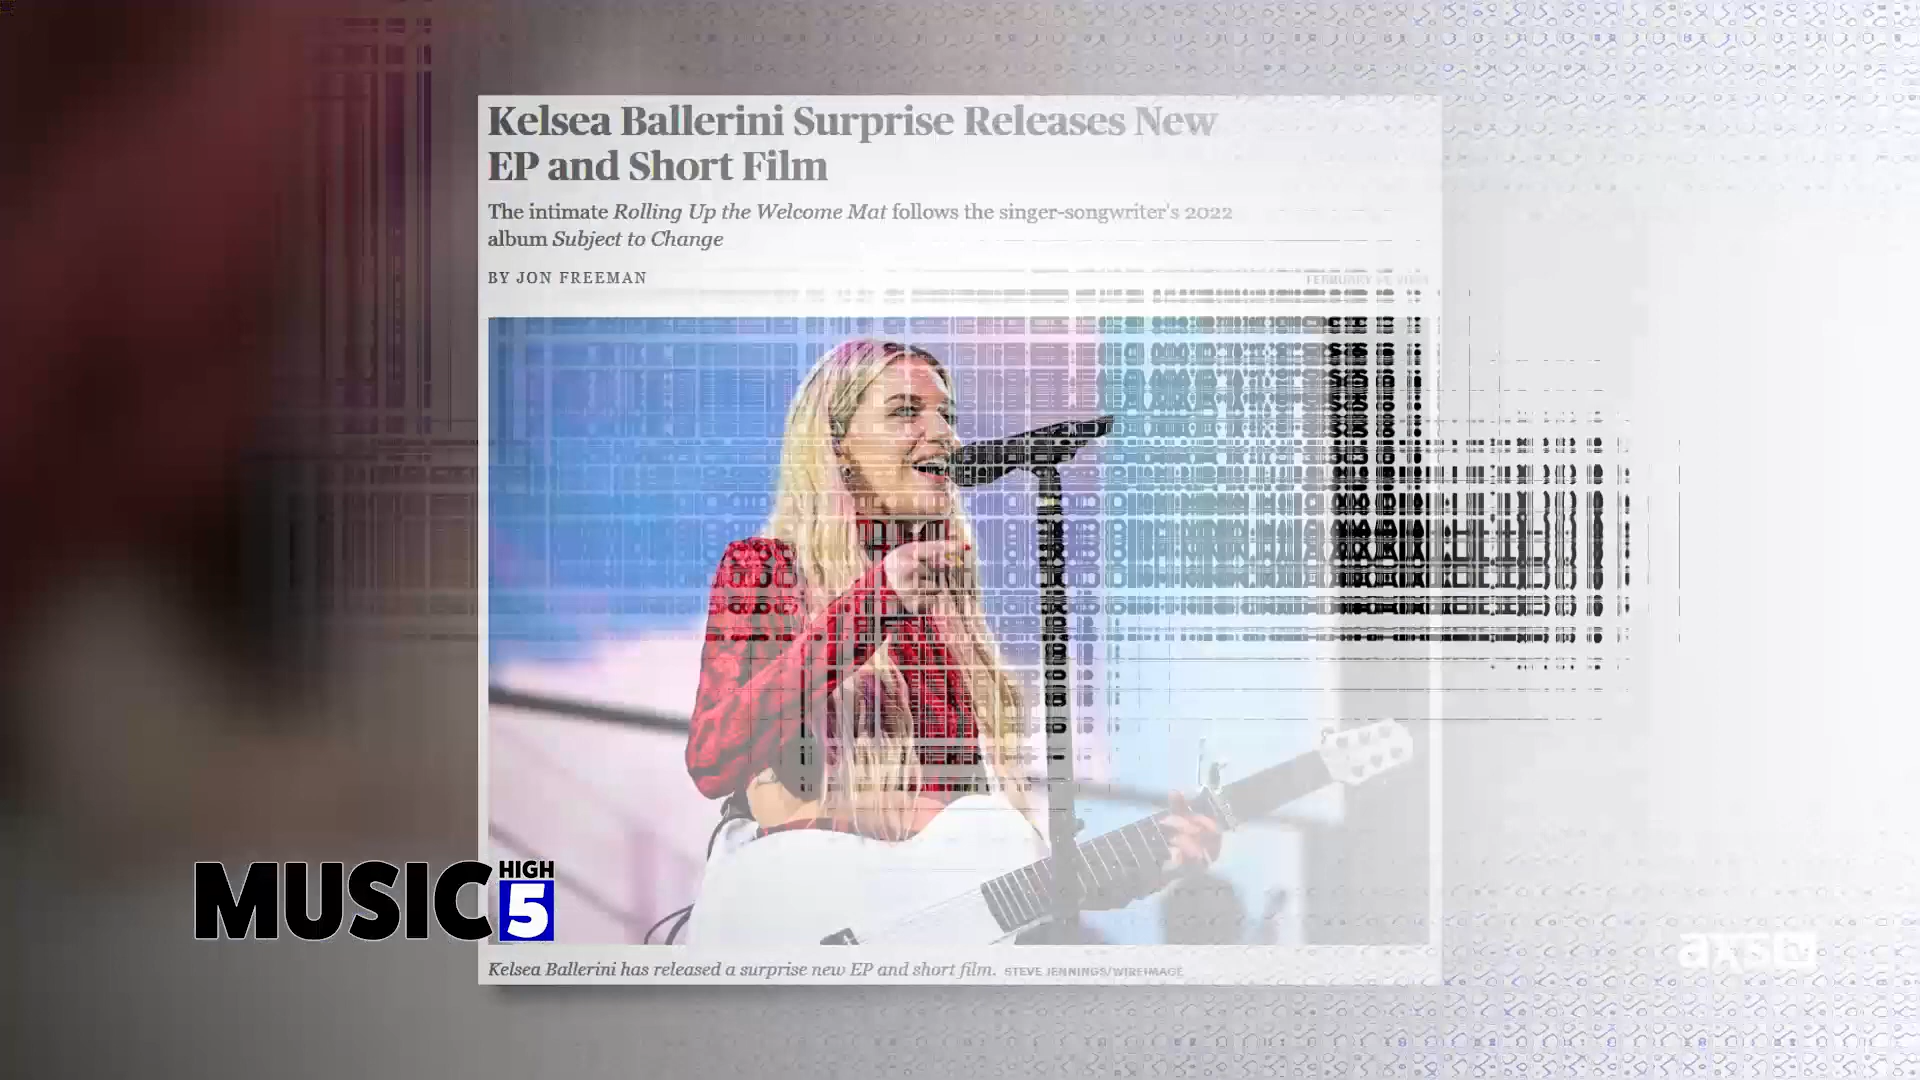 Kelsea Ballerini Surprise Releases New
EP and Short Film
The intimate Rolling Up the Welcome Mat follows the singer-songwriter's 2022
album Subject to Change
BY JON FREEMAN
FEBRUARY
MUSIC HIGH 5
Kelsea Ballerini has released a surprise new EP and short film. STEVE JENNINGS/WIREIMAGE
axs tv